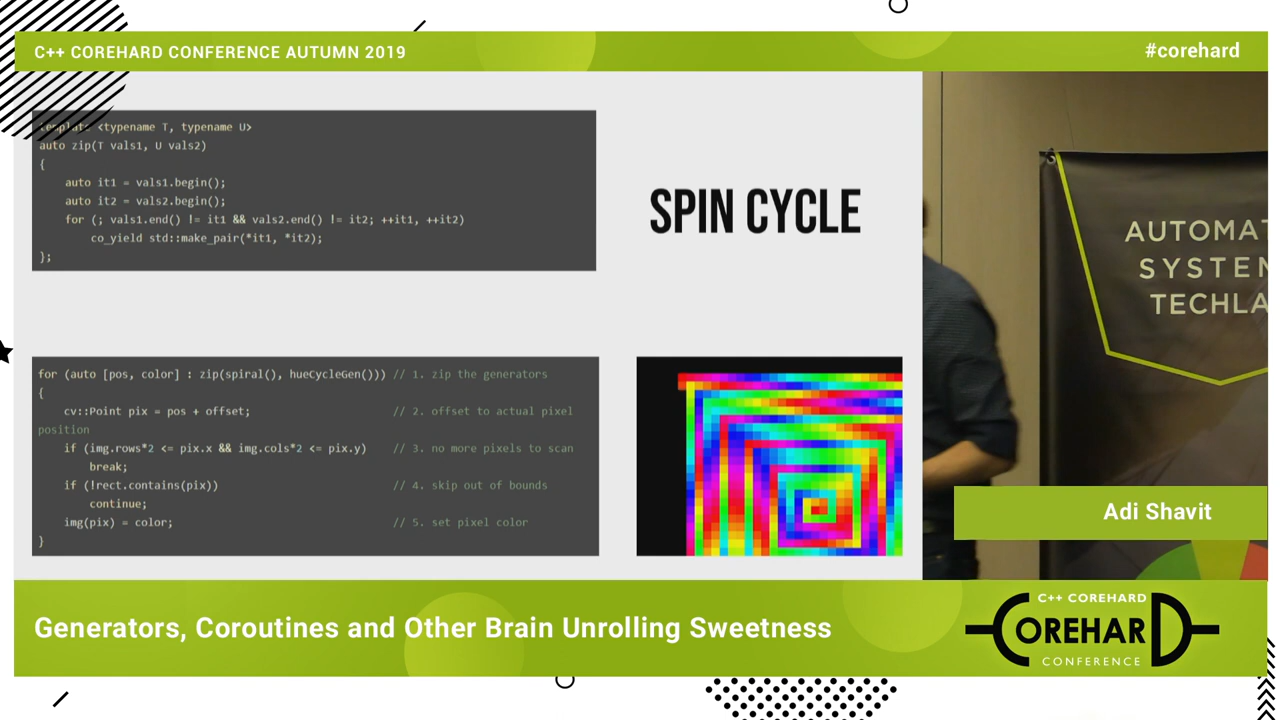 C++ COREHARD CONFERENCE AUTUMN 2019
#corehard
template <typename T, typename U>
auto zip(T vals1, U vals2)
{
    auto it1 = vals1.begin();
    auto it2 = vals2.begin();
    for (; vals1.end() != it1 && vals2.end() != it2; ++it1, ++it2)
        co_yield std::make_pair(*it1, *it2);
};
SPIN CYCLE
for (auto [pos, color] : zip(spiral(), hueCycleGen())) // 1. zip the generators
{
    cv::Point pix = pos + offset; // 2. offset to actual pixel
position
    if (img.rows*2 <= pix.x && img.cols*2 <= pix.y) // 3. no more pixels to scan
        break;
    if (!rect.contains(pix)) // 4. skip out of bounds
        continue;
    img(pix) = color; // 5. set pixel color
}
AUTOMAT
SYSTEM
TECHLA
Adi Shavit
Generators, Coroutines and Other Brain Unrolling Sweetness
C++ COREHARD
COREHARD
CONFERENCE